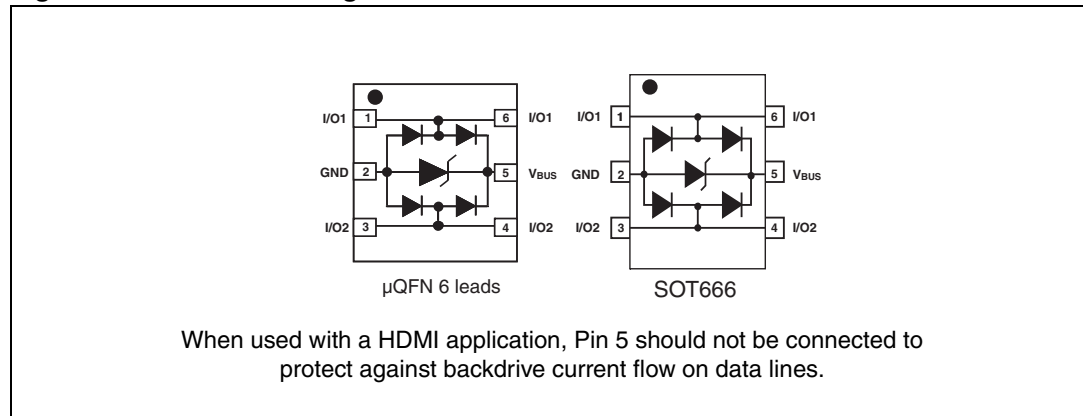 I/O1 1 6 I/O1 I/O1 1 6 I/O1
GND 2 5 VBUS GND 2 5 VBUS
I/O2 3 4 I/O2 I/O2 3 4 I/O2
µQFN 6 leads SOT666
When used with a HDMI application, Pin 5 should not be connected to
protect against backdrive current flow on data lines.